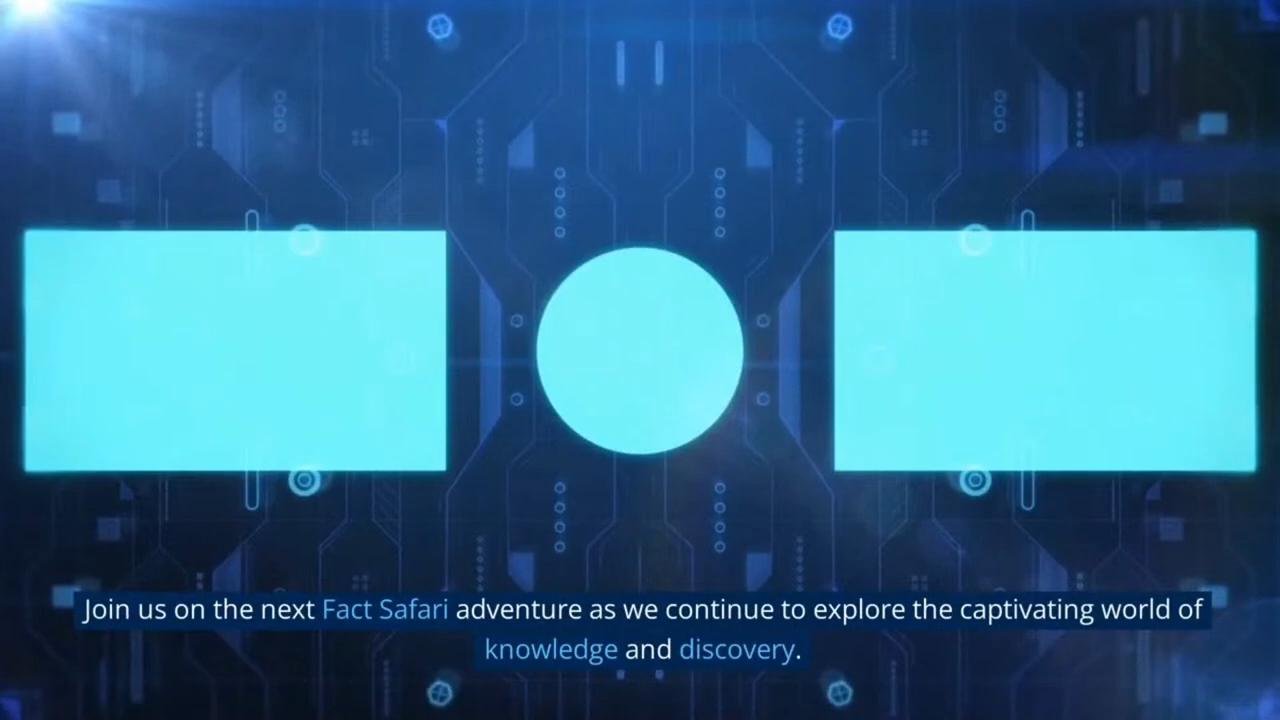 Join us on the next Fact Safari adventure as we continue to explore the captivating world of
knowledge and discovery.